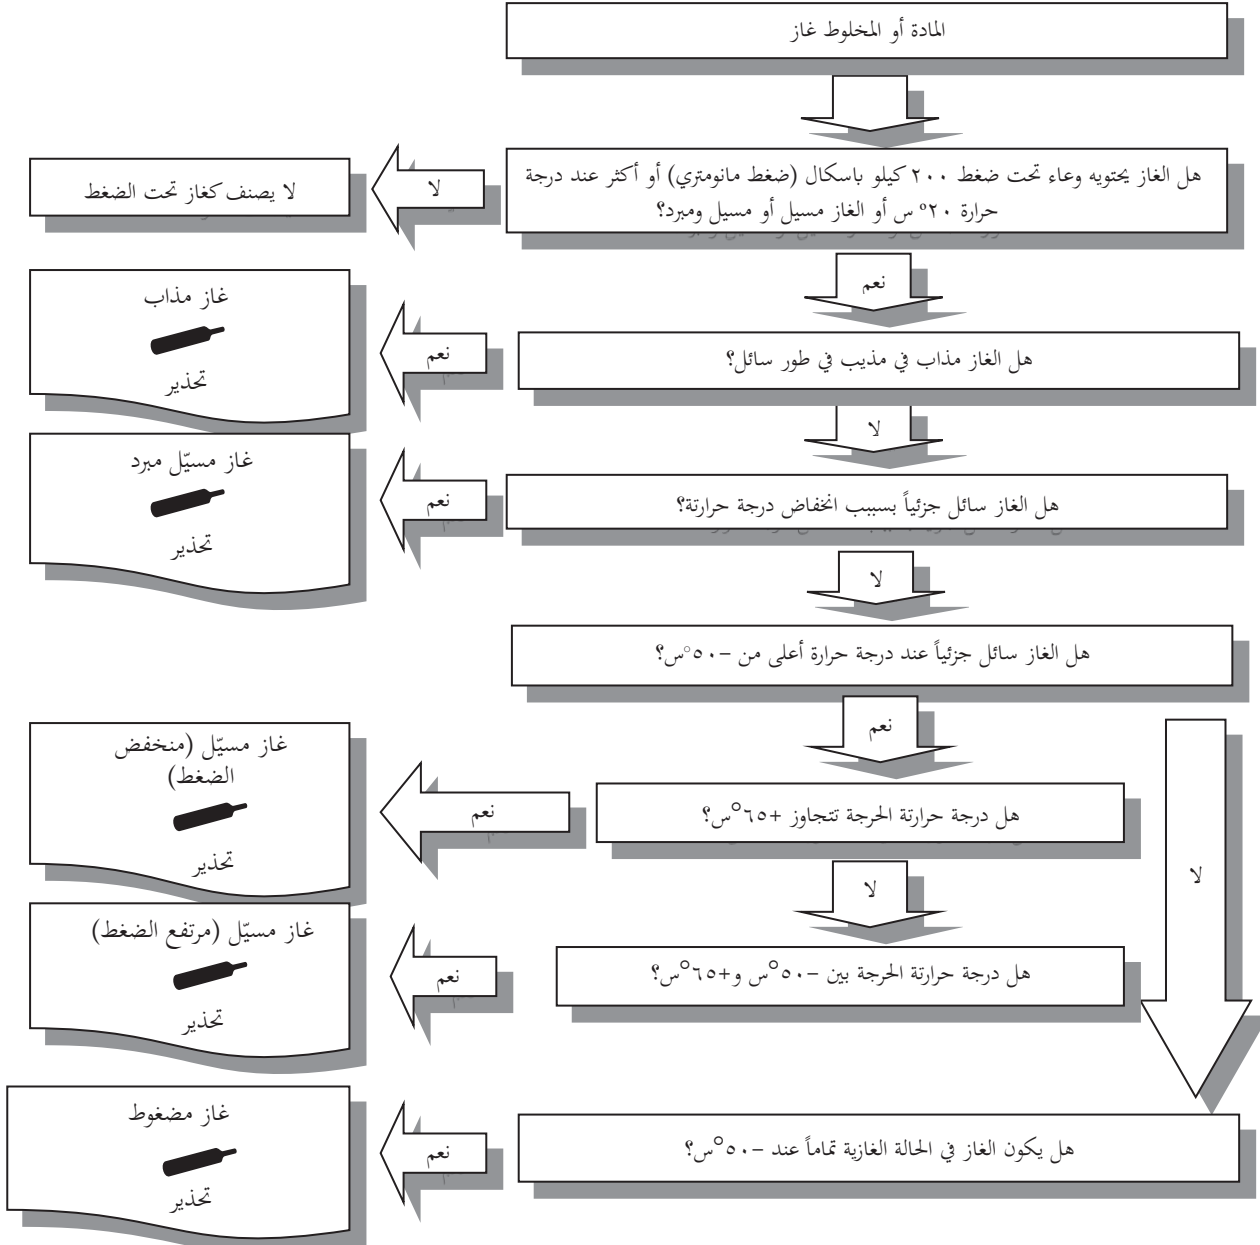 المادة أو المخلوط غاز
هل الغاز يحتويه وعاء تحت ضغط ٢٠٠ كيلو باسكال (ضغط مانومتري) أو أكثر عند درجة
حرارة ٢٠° س أو الغاز مسيل أو مسيل ومبرد؟
لا
لا يصنف كغاز تحت الضغط
نعم
هل الغاز مذاب في مذيب في طور سائل؟
نعم
غاز مذاب
تحذير
لا
هل الغاز سائل جزئياً بسببب انخفاض درجة حرارتة؟
نعم
غاز مسيّل مبرد
تحذير
لا
هل الغاز سائل جزئياً عند درجة حرارة أعلى من −٥٠°س؟
نعم
هل درجة حرارتة الحرجة تتجاوز +٦٥°س؟
نعم
غاز مسيّل (منخفض
الضغط)
تحذير
لا
هل درجة حرارتة الحرجة بين −٥٠°س و+٦٥°س؟
نعم
غاز مسيّل (مرتفع الضغط)
تحذير
لا
هل يكون الغاز في الحالة الغازية تماماً عند −٥٠°س؟
نعم
غاز مضغوط
تحذير